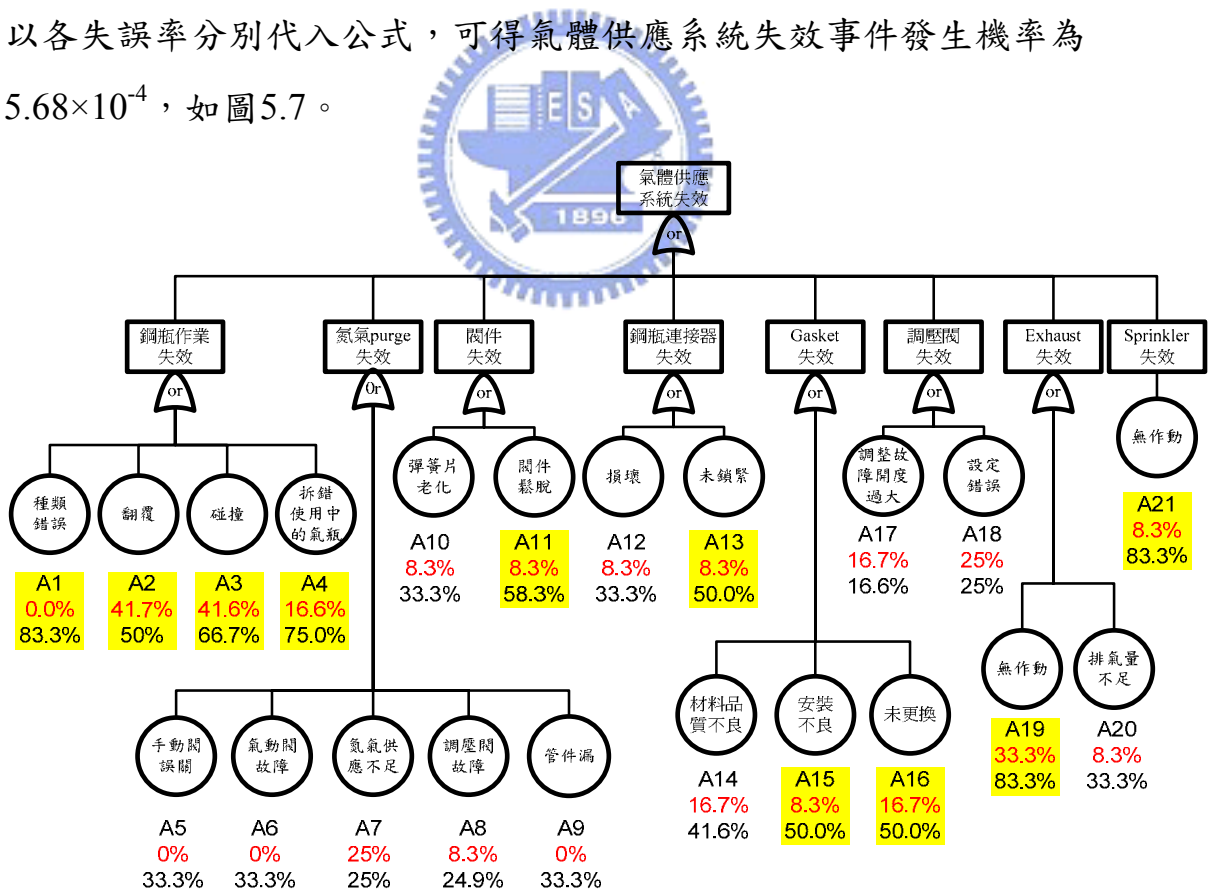 以各失誤率分別代入公式，可得氣體供應系統失效事件發生機率為
5.68×10⁻⁴，如圖5.7。
ESA
1896
氣體供應
系統失效
or
鋼瓶作業
失效
氮氣purge
失效
閥件
失效
鋼瓶連接器
失效
Gasket
失效
調壓閥
失效
Exhaust
失效
Sprinkler
失效
or
0r
or
or
or
or
or
種類
錯誤
翻覆
碰撞
拆錯
使用中
的氣瓶
彈簧片
老化
閥件
鬆脫
損壞
未鎖緊
調整故
障開度
過大
設定
錯誤
無作動
A1
0.0%
83.3%
A2
41.7%
50%
A3
41.6%
66.7%
A4
16.6%
75.0%
A10
8.3%
33.3%
A11
8.3%
58.3%
A12
8.3%
33.3%
A13
8.3%
50.0%
A17
16.7%
16.6%
A18
25%
25%
A21
8.3%
83.3%
手動閥
誤關
氣動閥
故障
氮氣供
應不足
調壓閥
故障
管件漏
材料品
質不良
安裝
不良
未更換
無作動
排氣量
不足
A5
0%
33.3%
A6
0%
33.3%
A7
25%
25%
A8
8.3%
24.9%
A9
0%
33.3%
A14
16.7%
41.6%
A15
8.3%
50.0%
A16
16.7%
50.0%
A19
33.3%
83.3%
A20
8.3%
33.3%